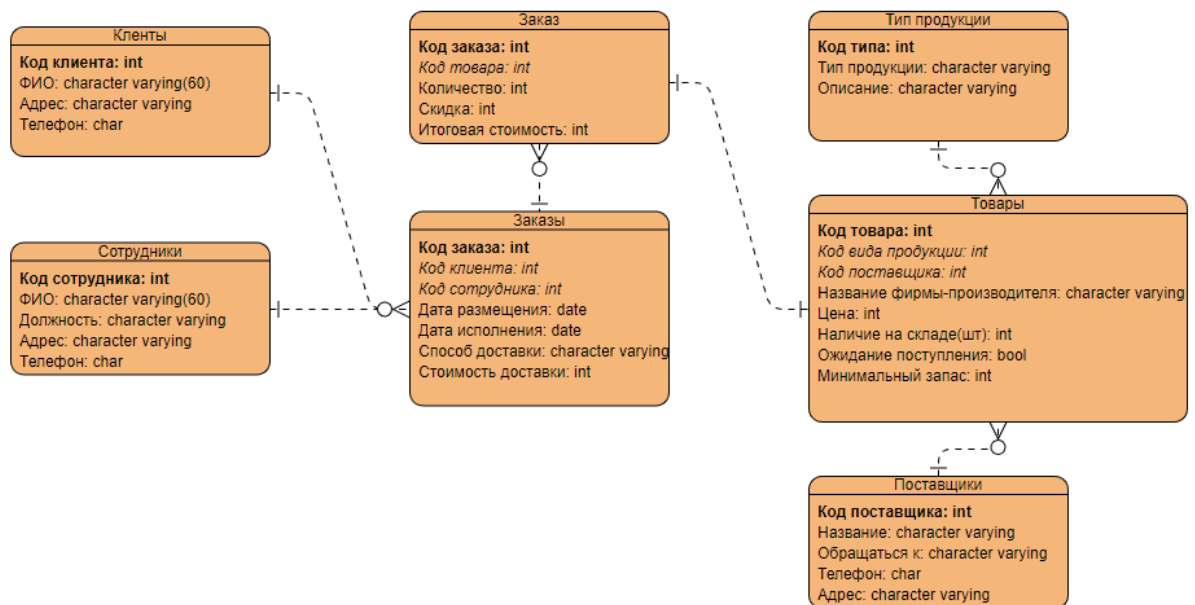 Кленты
Код клиента: int
ФИО: character varying(60)
Адрес: character varying
Телефон: char
Сотрудники
Код сотрудника: int
ФИО: character varying(60)
Должность: character varying
Адрес: character varying
Телефон: char
Заказ
Код заказа: int
Код товара: int
Количество: int
Скидка: int
Итоговая стоимость: int
Заказы
Код заказа: int
Код клиента: int
Код сотрудника: int
Дата размещения: date
Дата исполнения: date
Способ доставки: character varying
Стоимость доставки: int
Тип продукции
Код типа: int
Тип продукции: character varying
Описание: character varying
Товары
Код товара: int
Код вида продукции: int
Код поставщика: int
Название фирмы-производителя: character varying
Цена: int
Наличие на складе(шт): int
Ожидание поступления: bool
Минимальный запас: int
Поставщики
Код поставщика: int
Название: character varying
Обращаться к: character varying
Телефон: char
Адрес: character varying